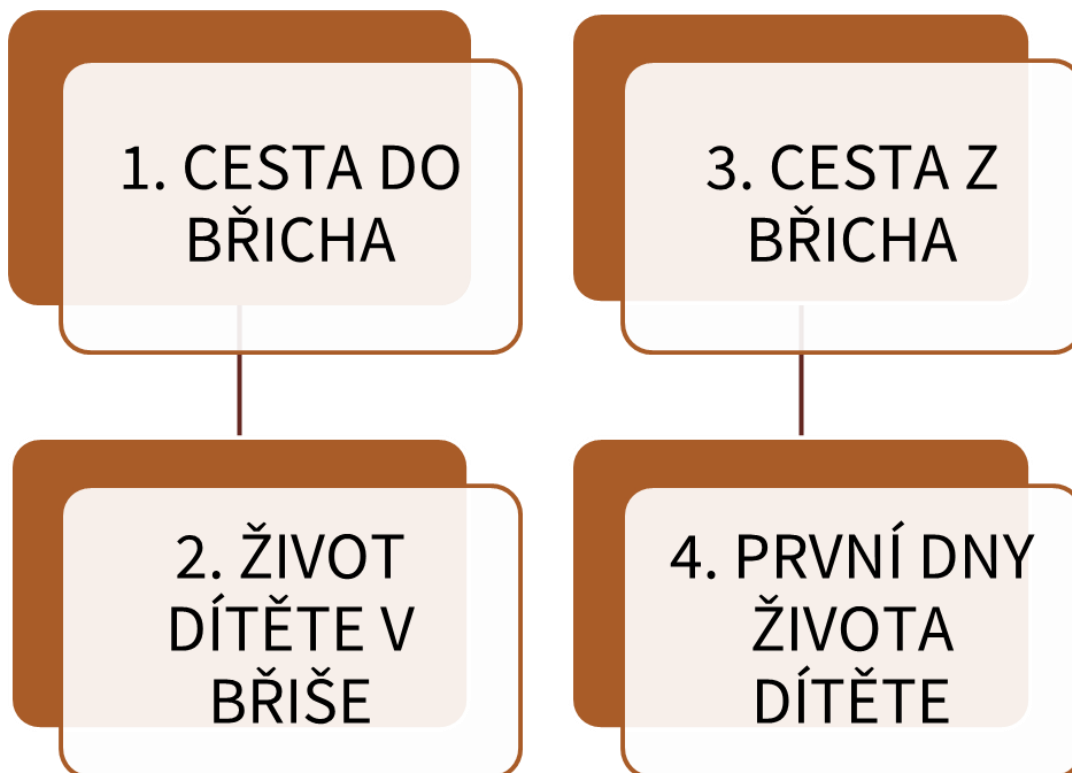 1. CESTA DO
BŘICHA
2. ŽIVOT
DÍTĚTE V
BŘIŠE
3. CESTA Z
BŘICHA
4. PRVNÍ DNY
ŽIVOTA
DÍTĚTE